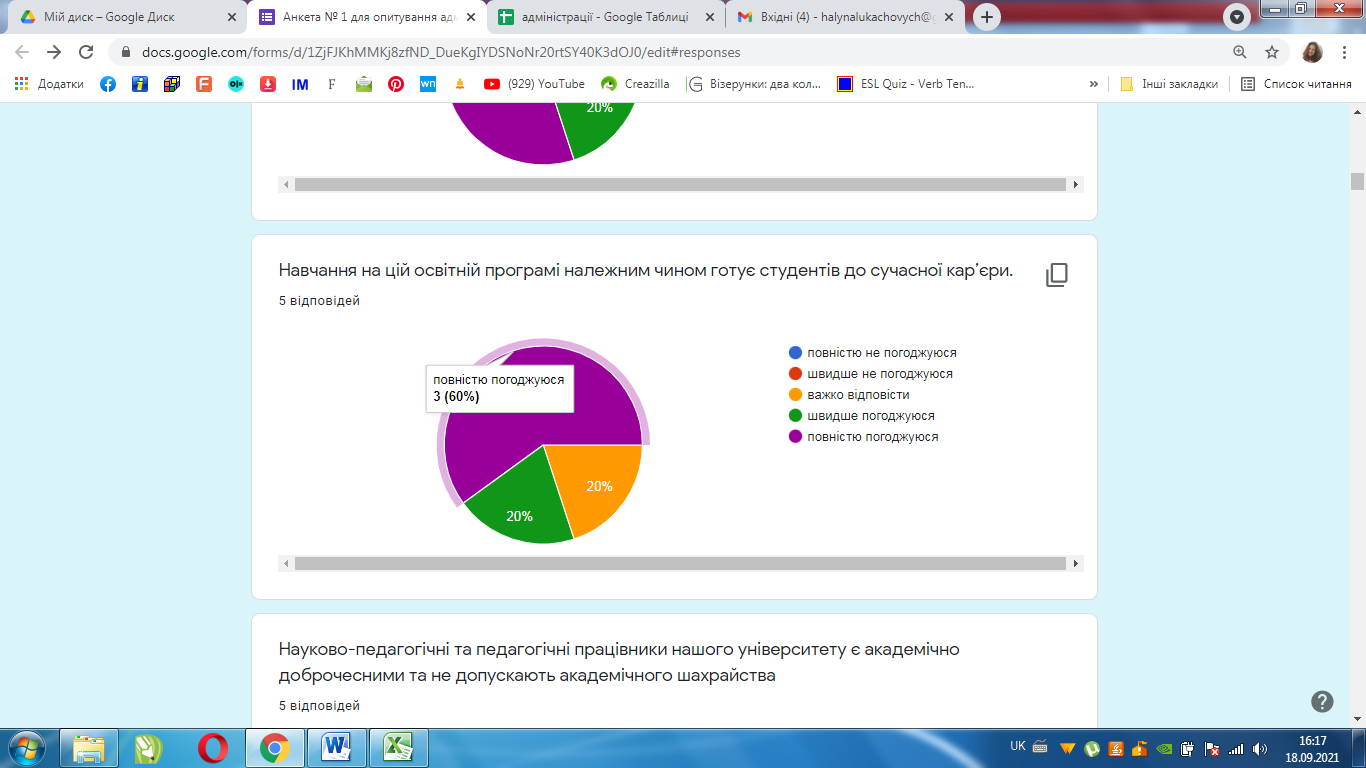 Мій диск – Google Диск
Анкета № 1 для опитування адм
адміністрації - Google Таблиці
Вхідні (4) - halynalukachovych@g
docs.google.com/forms/d/1ZjFJKhMMKj8zfND_DueKgIYDSNoNr20rtSY40K3dOJ0/edit#responses
Додатки
IM
F
wn
(929) YouTube
Creazilla
Візерунки: два кол...
ESL Quiz - Verb Ten...
»
Інші закладки
Список читання
20%
Навчання на цій освітній програмі належним чином готує студентів до сучасної кар’єри.
5 відповідей
повністю погоджуюся
3 (60%)
20%
20%
повністю не погоджуюся
швидше не погоджуюся
важко відповісти
швидше погоджуюся
повністю погоджуюся
Науково-педагогічні та педагогічні працівники нашого університету є академічно
доброчесними та не допускають академічного шахрайства
5 відповідей
UK
16:17
18.09.2021